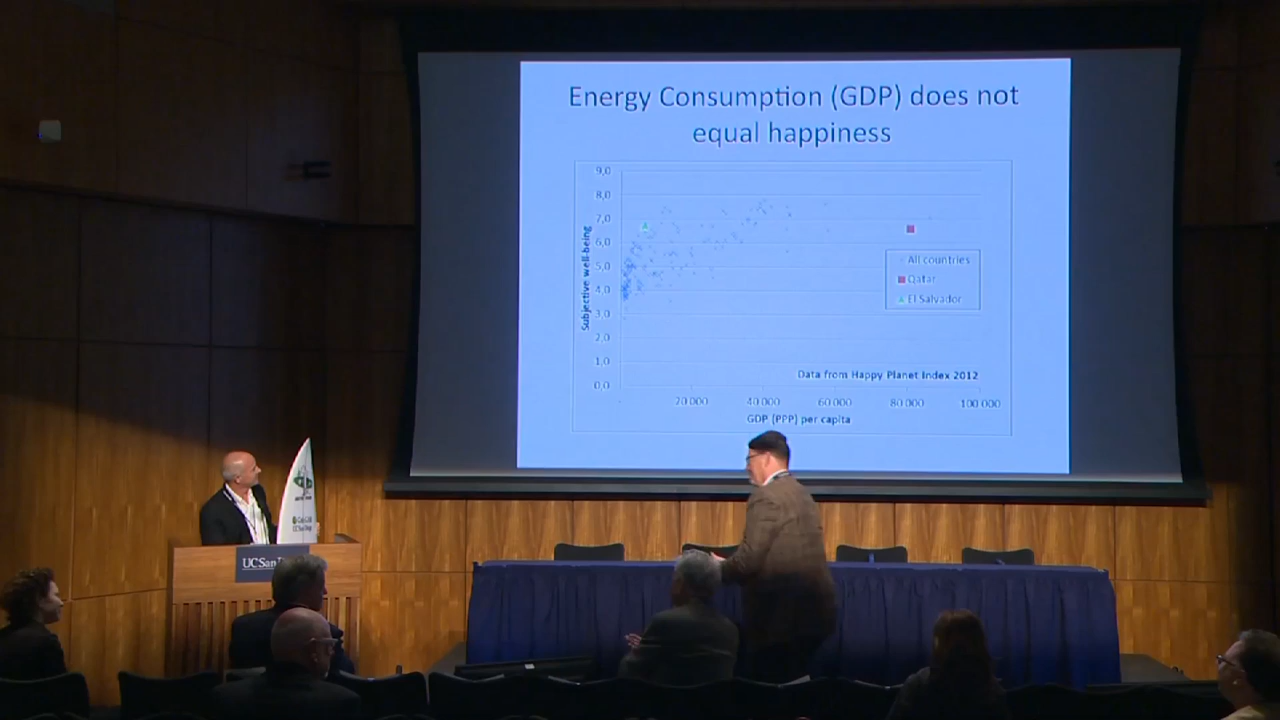 Energy Consumption (GDP) does not
equal happiness
9,0
8,0
7,0
6,0
5,0
4,0
3,0
2,0
1,0
0,0
Subjective well-being
All countries
Qatar
El Salvador
Data from Happy Planet Index 2012
20 000
40 000
60 000
80 000
100 000
GDP (PPP) per capita
UC San